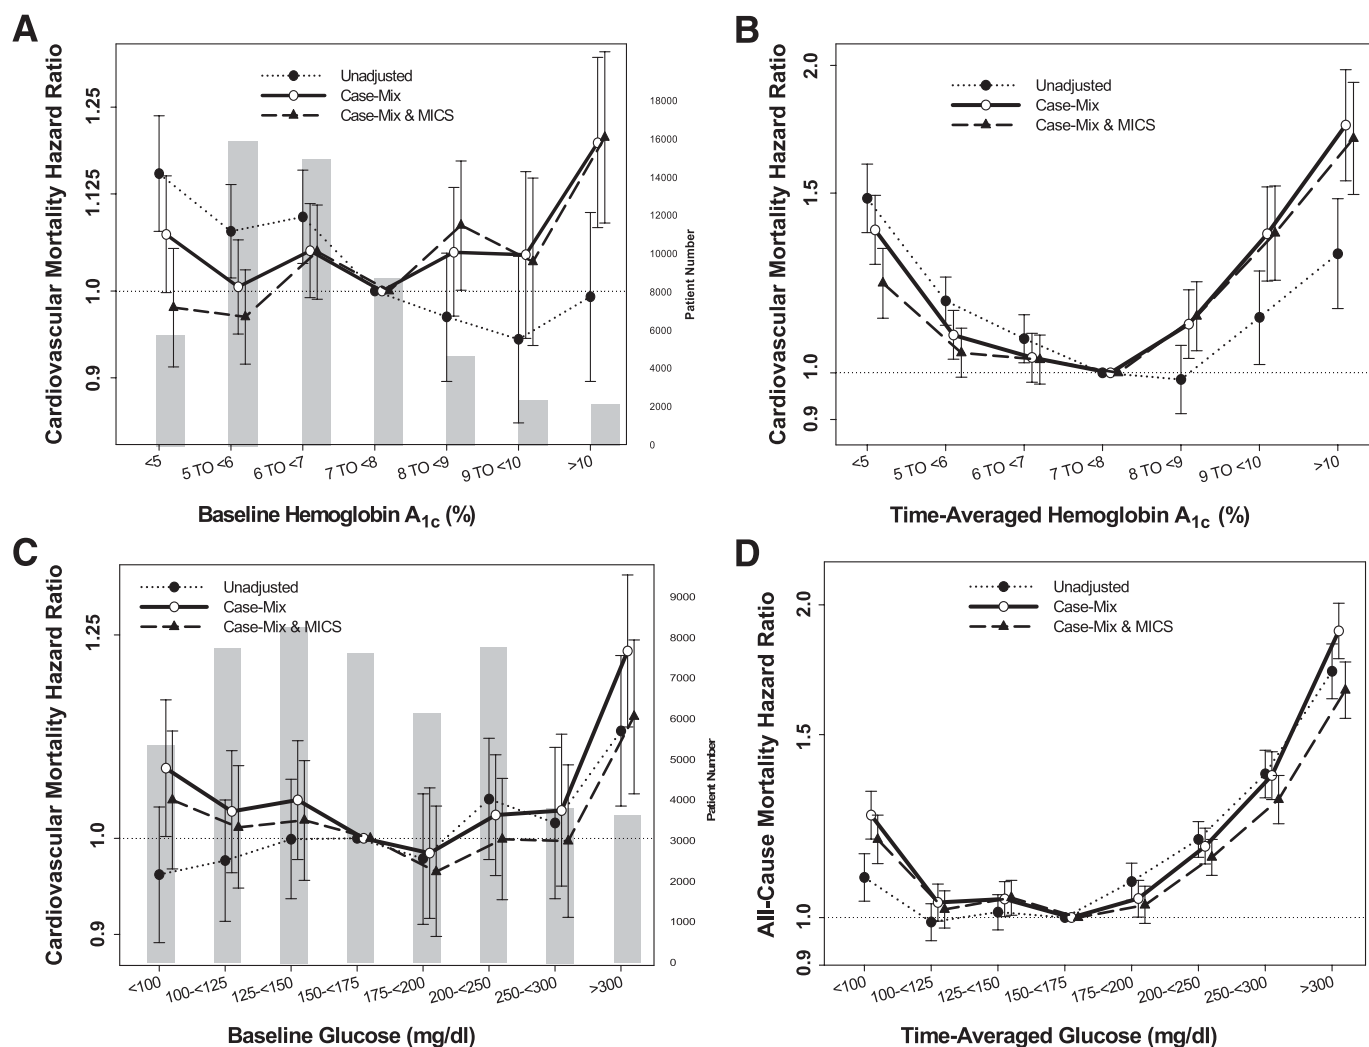 A
Cardiovascular Mortality Hazard Ratio
1.25
1.125
1.0
0.9
Unadjusted
Case-Mix
Case-Mix & MICS
18000
16000
14000
12000
10000
8000
6000
4000
2000
0
Patient Number
<5
5 TO <6
6 TO <7
7 TO <8
8 TO <9
9 TO <10
>10
Baseline Hemoglobin A1c (%)
B
Cardiovascular Mortality Hazard Ratio
2.0
1.5
1.0
0.9
Unadjusted
Case-Mix
Case-Mix & MICS
<5
5 TO <6
6 TO <7
7 TO <8
8 TO <9
9 TO <10
>10
Time-Averaged Hemoglobin A1c (%)
C
Cardiovascular Mortality Hazard Ratio
1.25
1.0
0.9
Unadjusted
Case-Mix
Case-Mix & MICS
9000
8000
7000
6000
5000
4000
3000
2000
1000
0
Patient Number
<100
100-<125
125-<150
150-<175
175-<200
200-<250
250-<300
>300
Baseline Glucose (mg/dl)
D
All-Cause Mortality Hazard Ratio
2.0
1.5
1.0
0.9
Unadjusted
Case-Mix
Case-Mix & MICS
<100
100-<125
125-<150
150-<175
175-<200
200-<250
250-<300
>300
Time-Averaged Glucose (mg/dl)